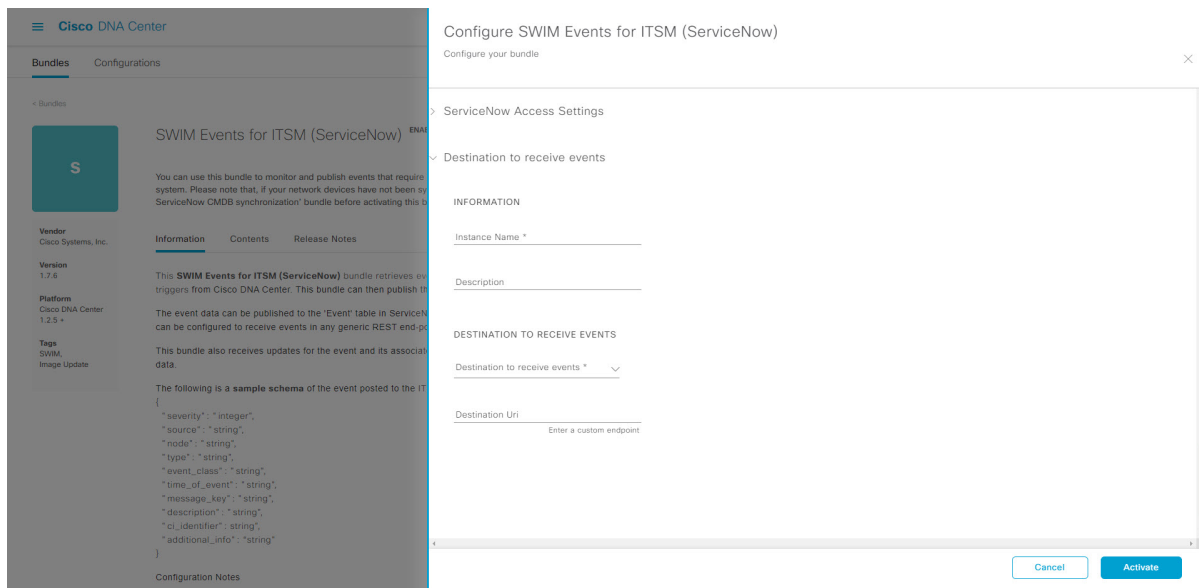 Cisco DNA Center
Bundles Configurations
< Bundles
S
SWIM Events for ITSM (ServiceNow)
You can use this bundle to monitor and publish events that require
system. Please note that, if your network devices have not been
ServiceNow CMDB synchronization' bundle before activating this
Vendor
Cisco Systems, Inc.
Version
1.7.6
Platform
Cisco DNA Center
1.2.5 +
Tags
SWIM,
Image Update
Information Contents Release Notes
This SWIM Events for ITSM (ServiceNow) bundle retrieves
triggers from Cisco DNA Center. This bundle can then publish
The event data can be published to the 'Event' table in
can be configured to receive events in any generic REST
This bundle also receives updates for the event and its
data.
The following is a sample schema of the event posted to the
{
"severity" : "integer",
"source" : "string",
"node" : "string",
"type" : "string",
"event_class" : "string",
"time_of_event" : "string",
"message_key" : "string",
"description" : "string",
"ci_identifier" : string",
"additional_info" : "string"
}
Configuration Notes
Configure SWIM Events for ITSM (ServiceNow)
Configure your bundle
> ServiceNow Access Settings
Destination to receive events
INFORMATION
Instance Name *
Description
DESTINATION TO RECEIVE EVENTS
Destination to receive events *
Destination Uri
Enter a custom endpoint
Cancel Activate